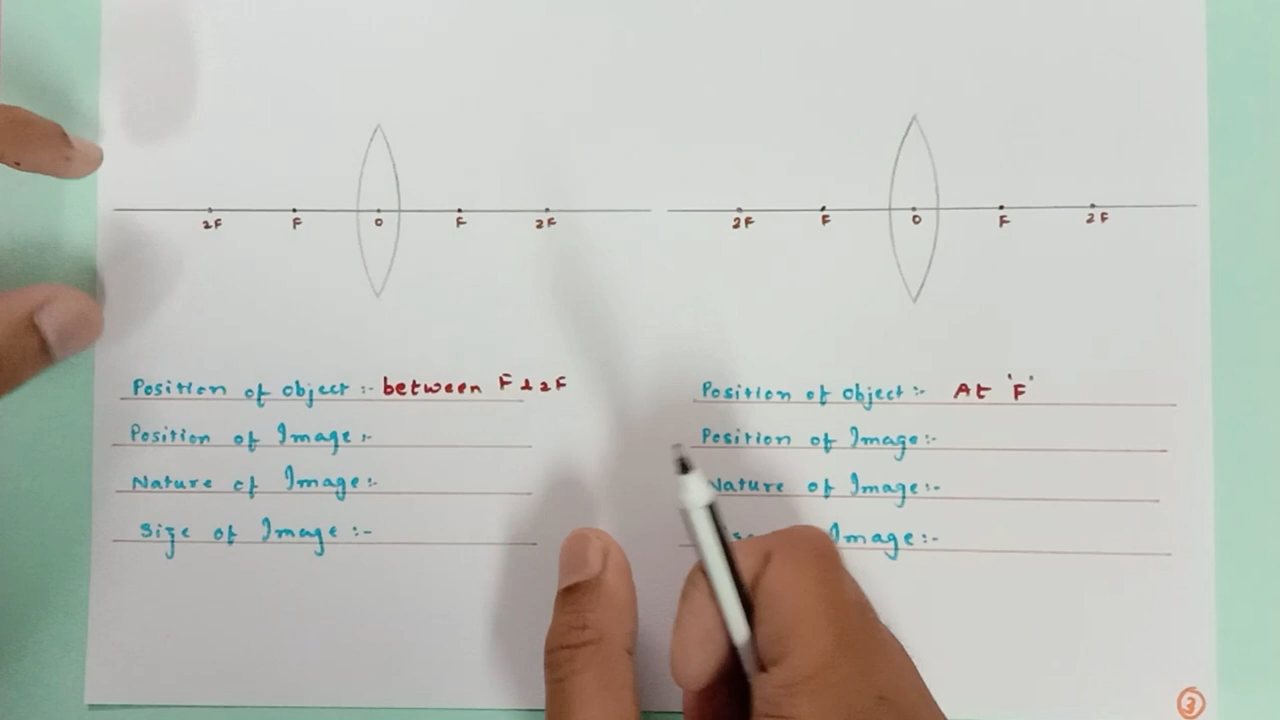 2F F O F 2F
2F F O F 2F
Position of object :- between F & 2F
Position of Image :-
Nature of Image :-
Size of Image :-
Position of object :- At 'F'
Position of Image :-
Nature of Image :-
Image :-
3